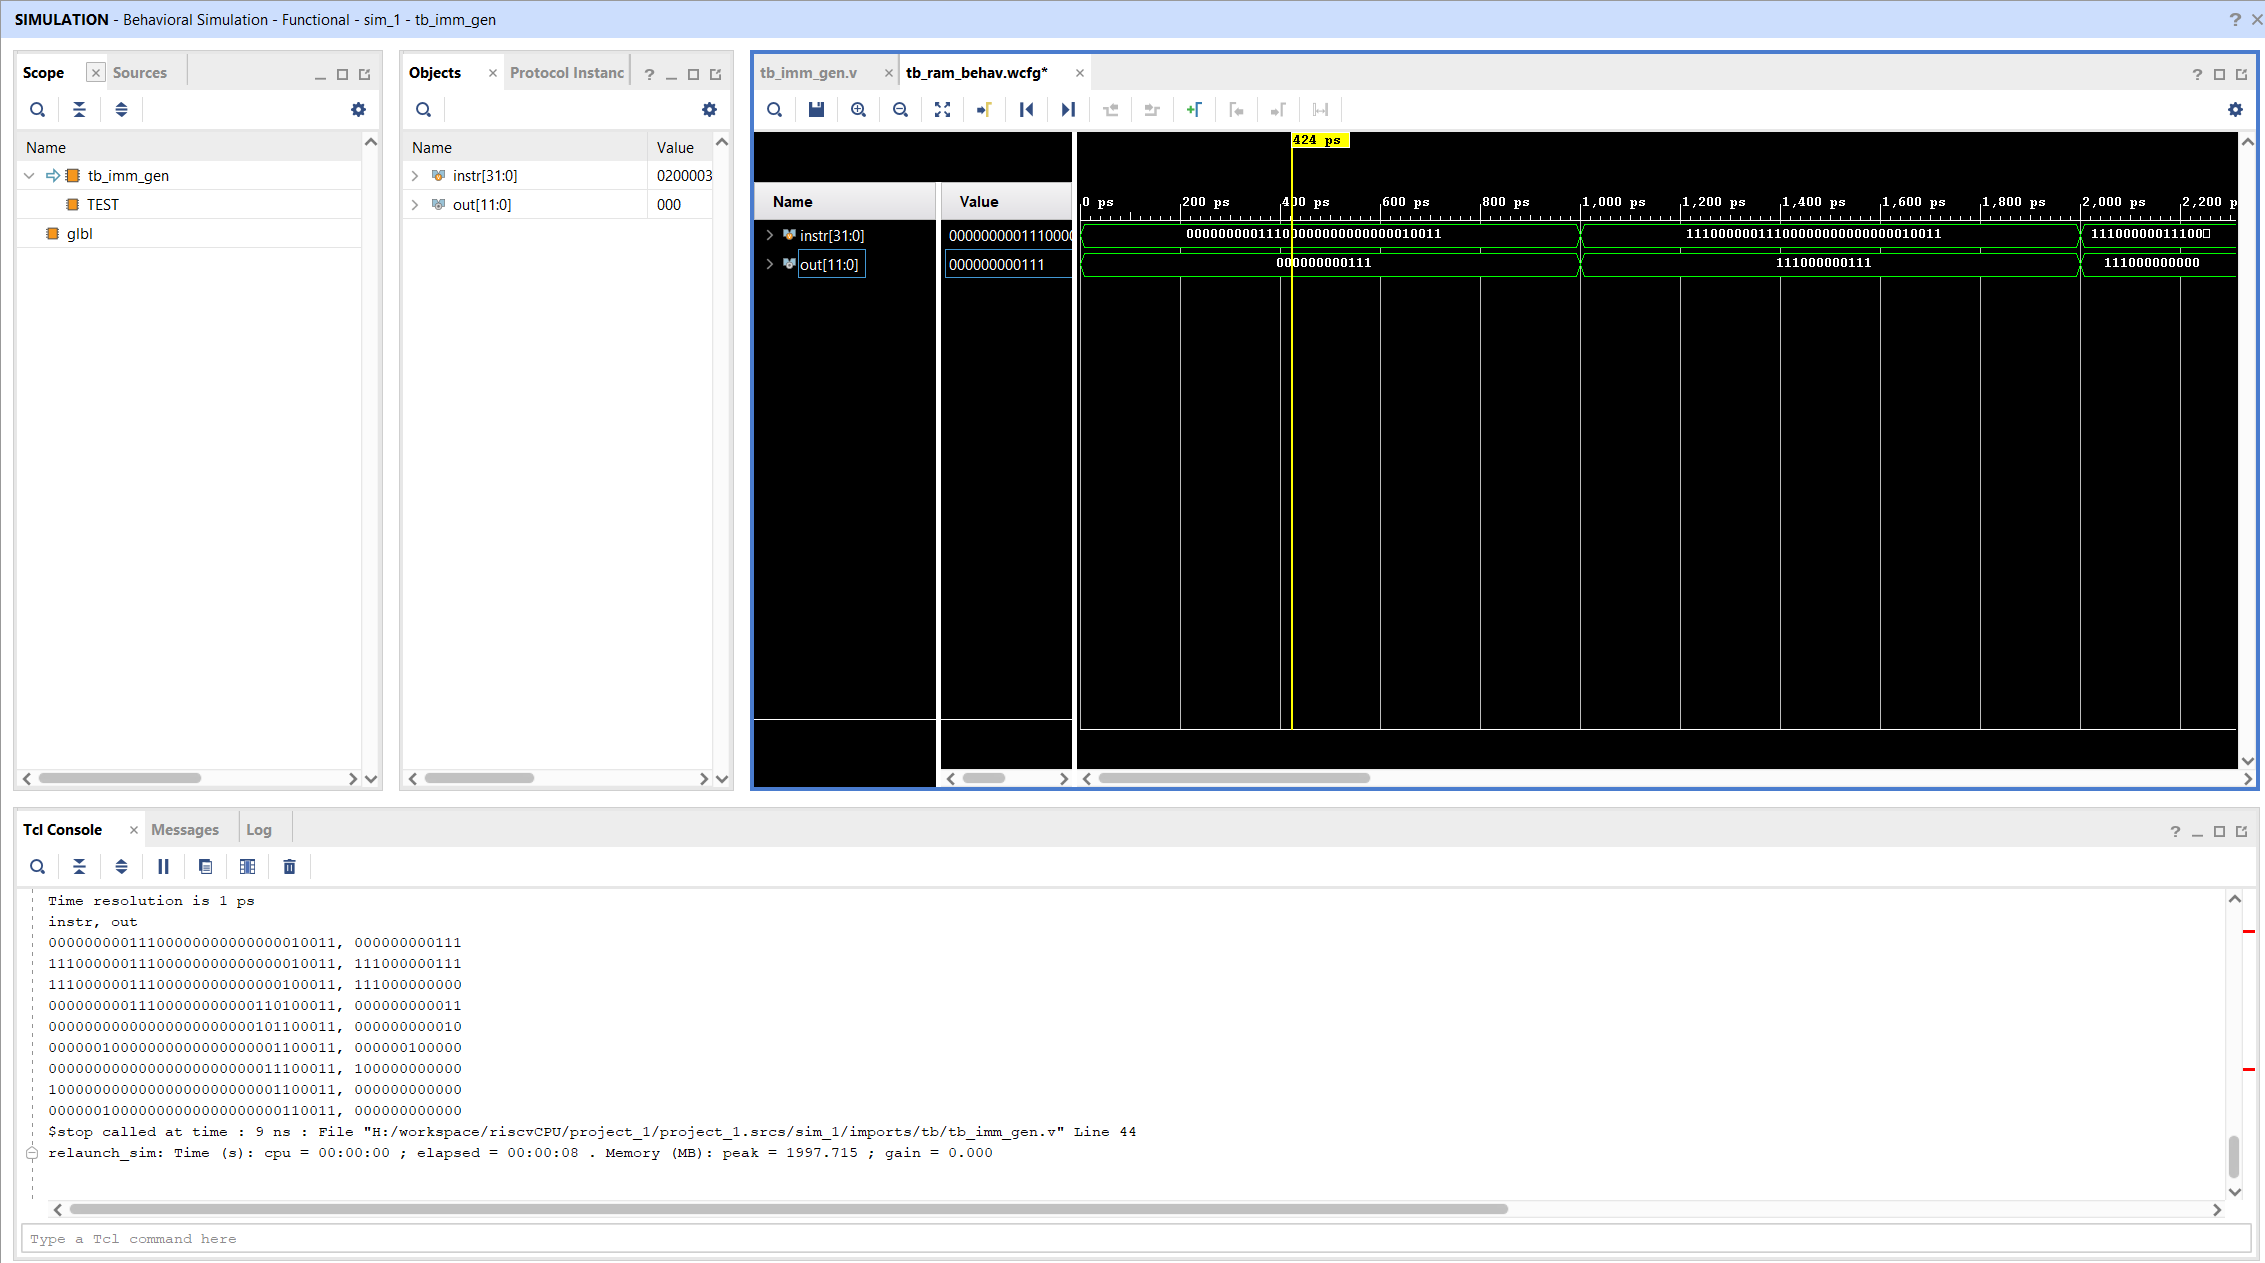 SIMULATION - Behavioral Simulation - Functional - sim_1 - tb_imm_gen
Scope
Sources
Name
tb_imm_gen
TEST
glbl
Objects
Protocol Instanc
Name Value
instr[31:0] 0200003
out[11:0] 000
tb_imm_gen.v
tb_ram_behav.wcfg*
424 ps
Name Value
0 ps 200 ps 400 ps 600 ps 800 ps 1,000 ps 1,200 ps 1,400 ps 1,600 ps 1,800 ps 2,000 ps 2,200 p
instr[31:0] 0000000001110000 00000000011100000000000000010011 11100000011100000000000000010011 11100000011100
out[11:0] 000000000111 000000000111 111000000111 111000000000
Tcl Console
Messages
Log
Time resolution is 1 ps
instr, out
00000000011100000000000000010011, 000000000111
11100000011100000000000000010011, 111000000111
11100000011100000000000000100011, 111000000000
00000000011100000000000110100011, 000000000011
00000000000000000000000101100011, 000000000010
00000010000000000000000001100011, 000000100000
00000000000000000000000011100011, 100000000000
10000000000000000000000001100011, 000000000000
00000010000000000000000000110011, 000000000000
$stop called at time : 9 ns : File "H:/workspace/riscvCPU/project_1/project_1.srcs/sim_1/imports/tb/tb_imm_gen.v" Line 44
relaunch_sim: Time (s): cpu = 00:00:00 ; elapsed = 00:00:08 . Memory (MB): peak = 1997.715 ; gain = 0.000
Type a Tcl command here